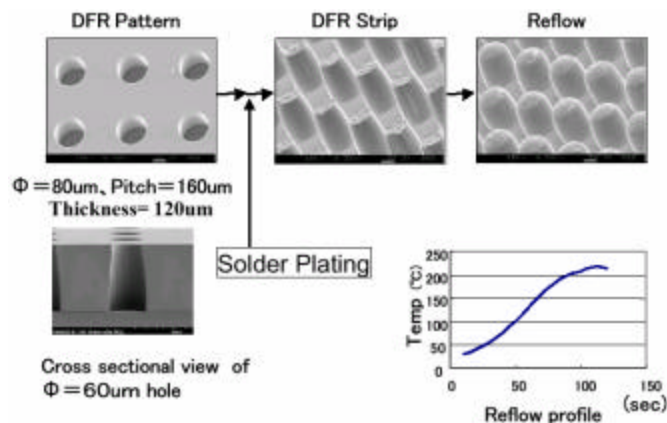 DFR Pattern
DFR Strip
Reflow
Φ=80um、Pitch=160um
Thickness= 120um
Solder Plating
Cross sectional view of
Φ=60um hole
Temp (℃)
250
200
150
100
50
0
0 50 100 150
(sec)
Reflow profile